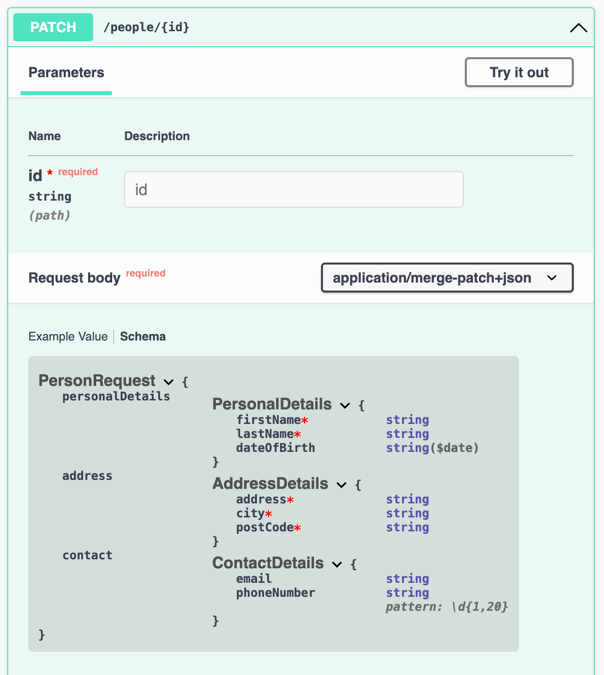 PATCH /people/{id}
Parameters Try it out
Name Description
id * required
string
(path)
id
Request body required application/merge-patch+json
Example Value Schema
PersonRequest {
personalDetails
PersonalDetails {
firstName* string
lastName* string
dateOfBirth string($date)
}
address
AddressDetails {
address* string
city* string
postCode* string
}
contact
ContactDetails {
email string
phoneNumber string
pattern: \d{1,20}
}
}